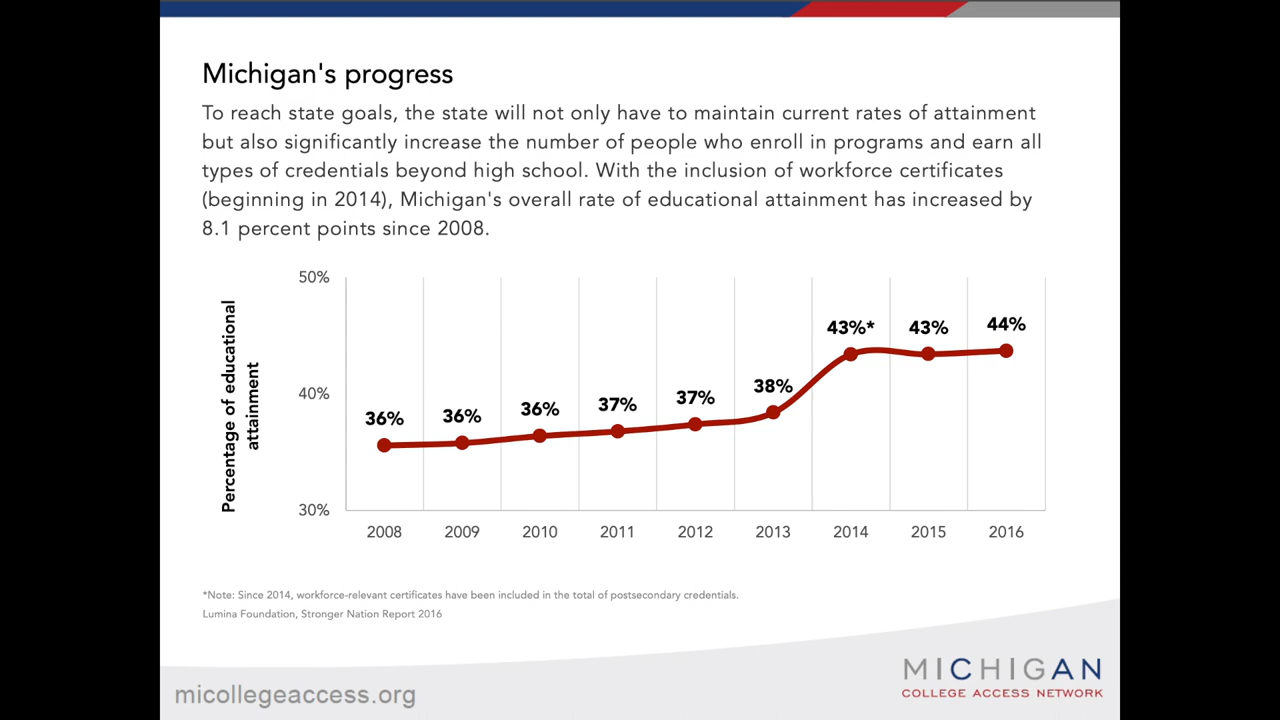 Michigan's progress
To reach state goals, the state will not only have to maintain current rates of attainment
but also significantly increase the number of people who enroll in programs and earn all
types of credentials beyond high school. With the inclusion of workforce certificates
(beginning in 2014), Michigan's overall rate of educational attainment has increased by
8.1 percent points since 2008.
Percentage of educational
attainment
50%
40%
30%
36%
36%
36%
37%
37%
38%
43%*
43%
44%
2008
2009
2010
2011
2012
2013
2014
2015
2016
*Note: Since 2014, workforce-relevant certificates have been included in the total of postsecondary credentials.
Lumina Foundation, Stronger Nation Report 2016
micollegeaccess.org
MICHIGAN
COLLEGE ACCESS NETWORK